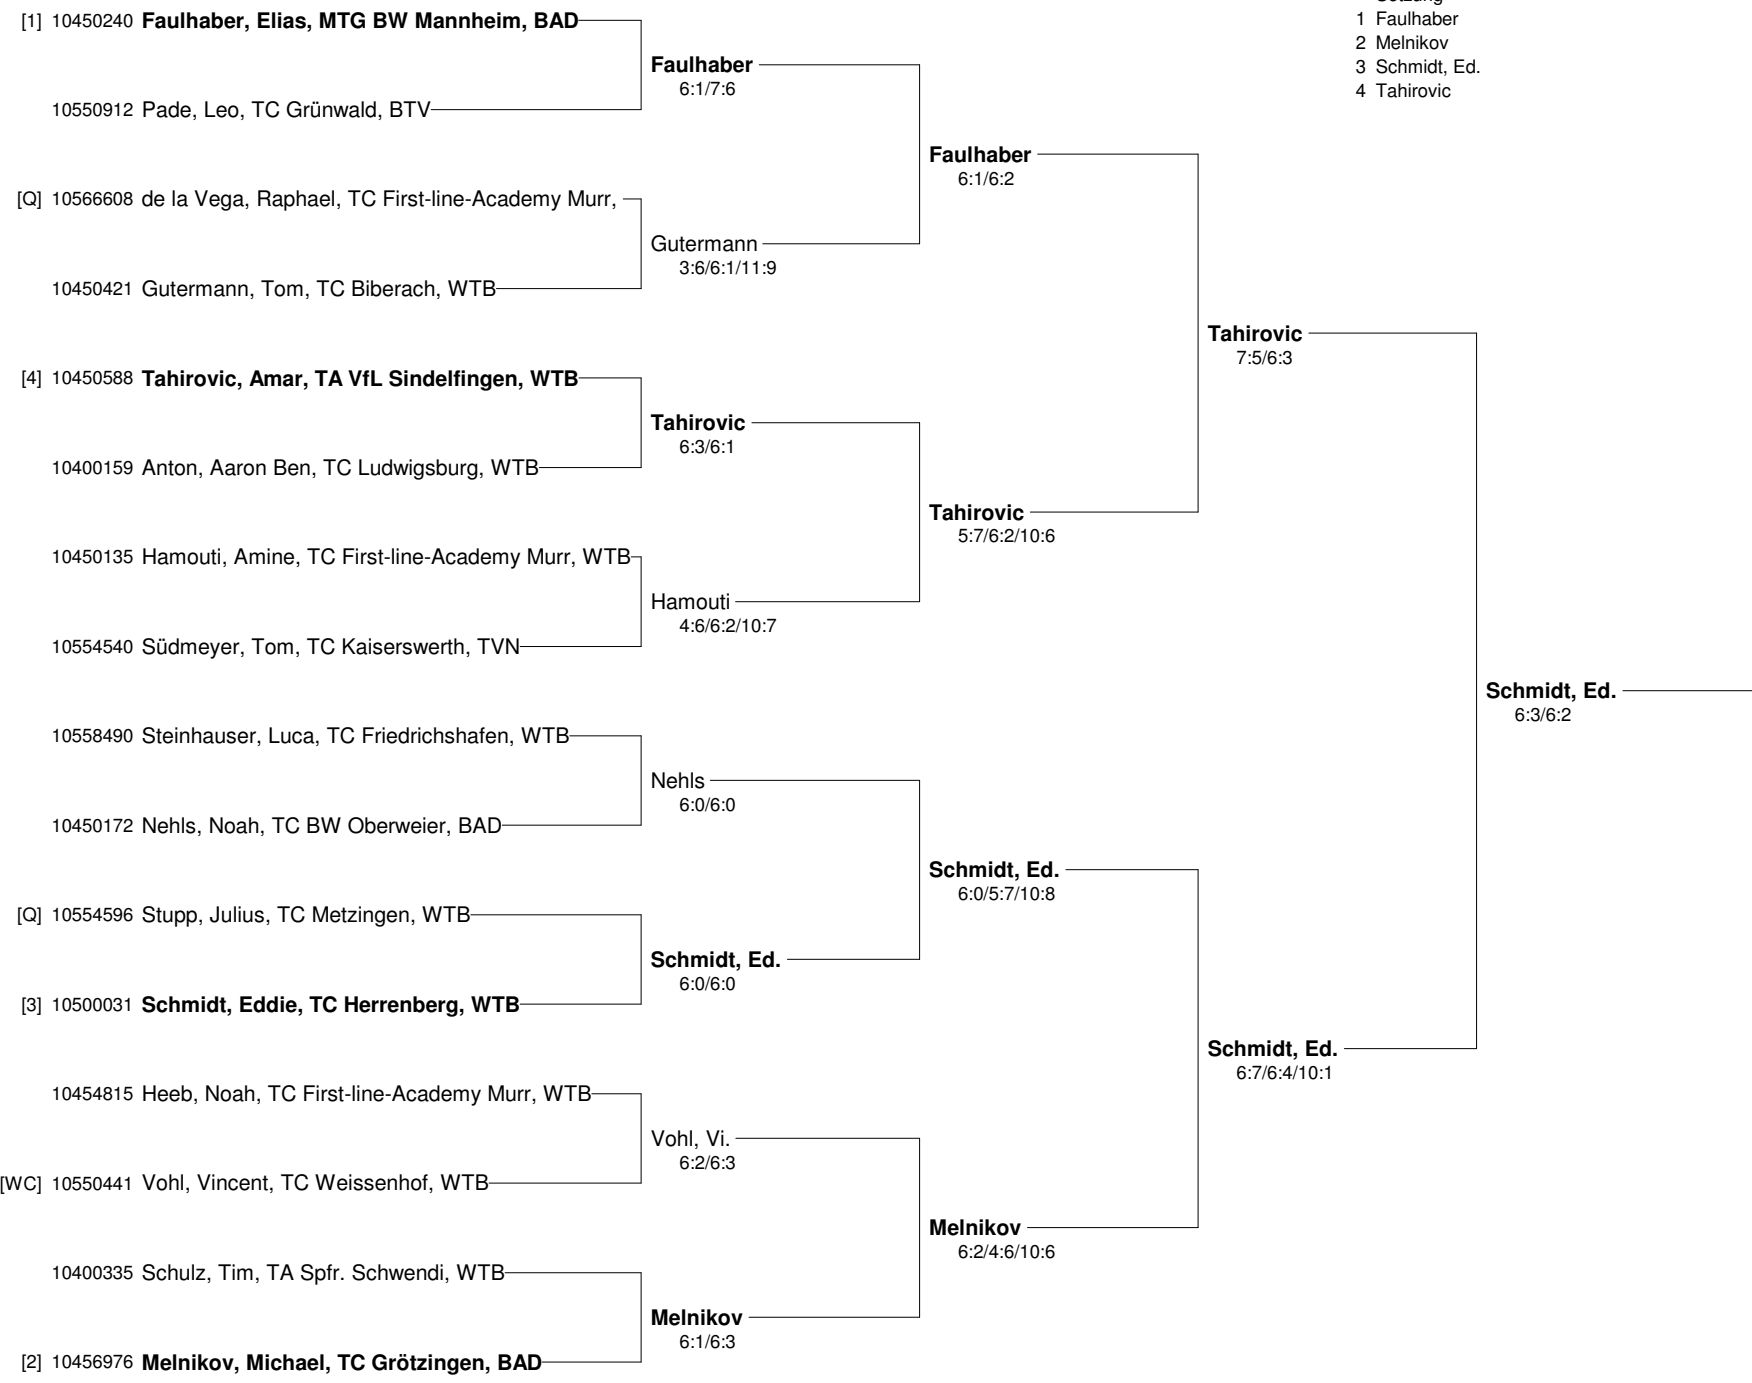 Setzung
1 Faulhaber
2 Melnikov
3 Schmidt, Ed.
4 Tahirovic
[1] 10450240 Faulhaber, Elias, MTG BW Mannheim, BAD
Faulhaber
6:1/7:6
10550912 Pade, Leo, TC Grünwald, BTV
Faulhaber
6:1/6:2
[Q] 10566608 de la Vega, Raphael, TC First-line-Academy Murr,
Gutermann
3:6/6:1/11:9
10450421 Gutermann, Tom, TC Biberach, WTB
Tahirovic
7:5/6:3
[4] 10450588 Tahirovic, Amar, TA VfL Sindelfingen, WTB
Tahirovic
6:3/6:1
10400159 Anton, Aaron Ben, TC Ludwigsburg, WTB
Tahirovic
5:7/6:2/10:6
10450135 Hamouti, Amine, TC First-line-Academy Murr, WTB
Hamouti
4:6/6:2/10:7
10554540 Südmeyer, Tom, TC Kaiserswerth, TVN
Schmidt, Ed.
6:3/6:2
10558490 Steinhauser, Luca, TC Friedrichshafen, WTB
Nehls
6:0/6:0
10450172 Nehls, Noah, TC BW Oberweier, BAD
Schmidt, Ed.
6:0/5:7/10:8
[Q] 10554596 Stupp, Julius, TC Metzingen, WTB
Schmidt, Ed.
6:0/6:0
[3] 10500031 Schmidt, Eddie, TC Herrenberg, WTB
Schmidt, Ed.
6:7/6:4/10:1
10454815 Heeb, Noah, TC First-line-Academy Murr, WTB
Vohl, Vi.
6:2/6:3
[WC] 10550441 Vohl, Vincent, TC Weissenhof, WTB
Melnikov
6:2/4:6/10:6
10400335 Schulz, Tim, TA Spfr. Schwendi, WTB
Melnikov
6:1/6:3
[2] 10456976 Melnikov, Michael, TC Grötzingen, BAD